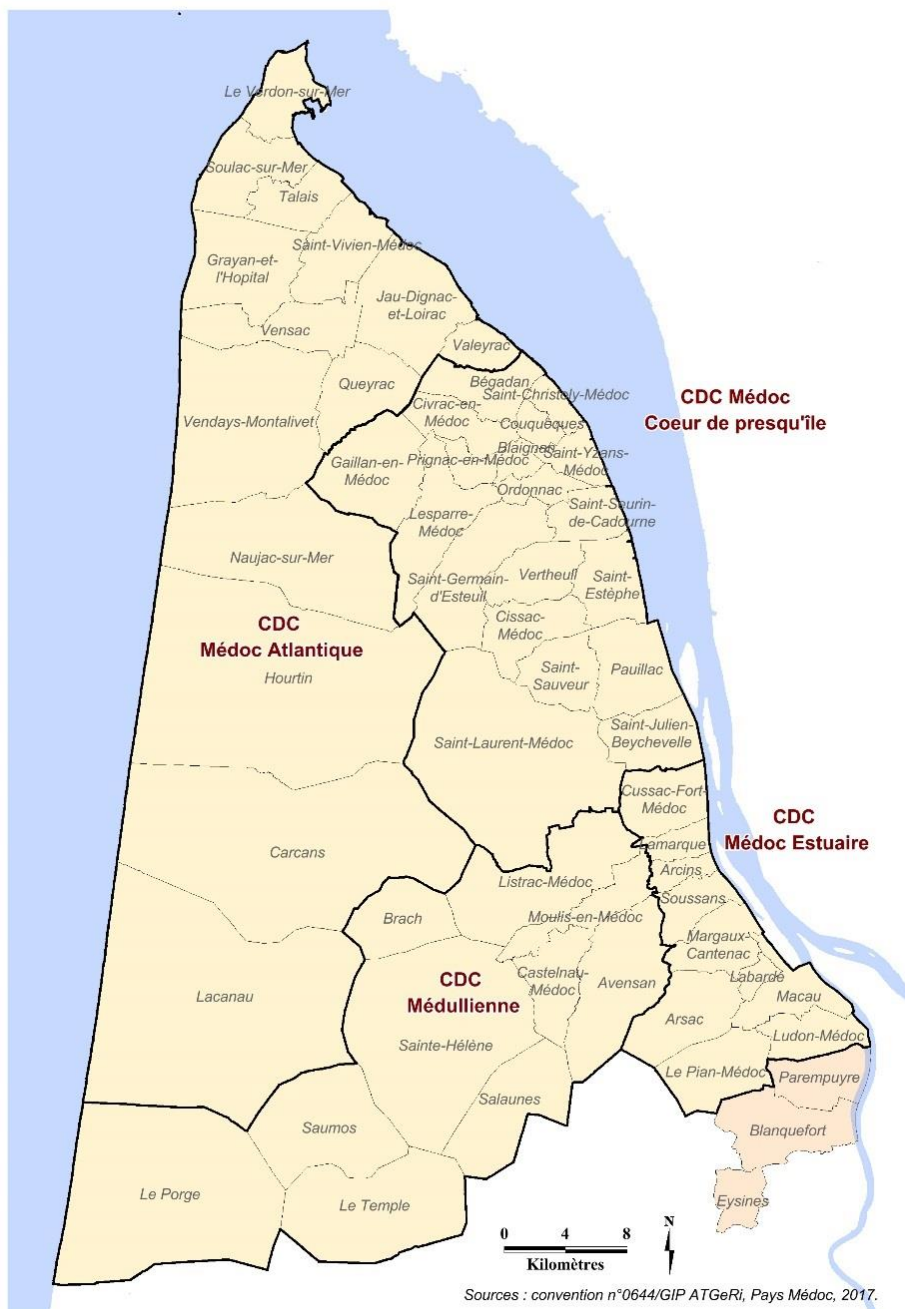 Le Verdon-sur-Mer
Soulac-sur-Mer
Talais
Saint-Vivien-Médoc
Grayan-et-
l'Hopital
Jau-Dignac-
et-Loirac
Vensac
Valeyrac
Queyrac
Bégadan
Saint-Christoly-Médoc
Civrac-en-
Médoc
Couquèques
Vendays-Montalivet
Blaignan
Saint-Yzans-
Médoc
Gaillan-en-
Médoc
Prignac-en-Médoc
Ordonnac
Saint-Seurin-
de-Cadourne
Lesparre-
Médoc
CDC Médoc
Coeur de presqu'île
Naujac-sur-Mer
Saint-Germain-
d'Esteuil
Vertheuil
Saint-
Estèphe
Cissac-
Médoc
CDC
Médoc Atlantique
Hourtin
Saint-
Sauveur
Pauillac
Saint-Laurent-Médoc
Saint-Julien-
Beychevelle
Cussac-Fort-
Médoc
CDC
Médoc Estuaire
Lamarque
Carcans
Arcins
Listrac-Médoc
Soussans
Brach
Moulis-en-Médoc
Margaux-
Cantenac
Labarde
Castelnau-
Médoc
Avensan
CDC
Médullienne
Macau
Lacanau
Arsac
Ludon-Médoc
Sainte-Hélène
Le Pian-Médoc
Parempuyre
Salaunes
Saumos
Blanquefort
Le Porge
Le Temple
Eysines
0 4 8
Kilomètres
N
Sources : convention n°0644/GIP ATGeRi, Pays Médoc, 2017.